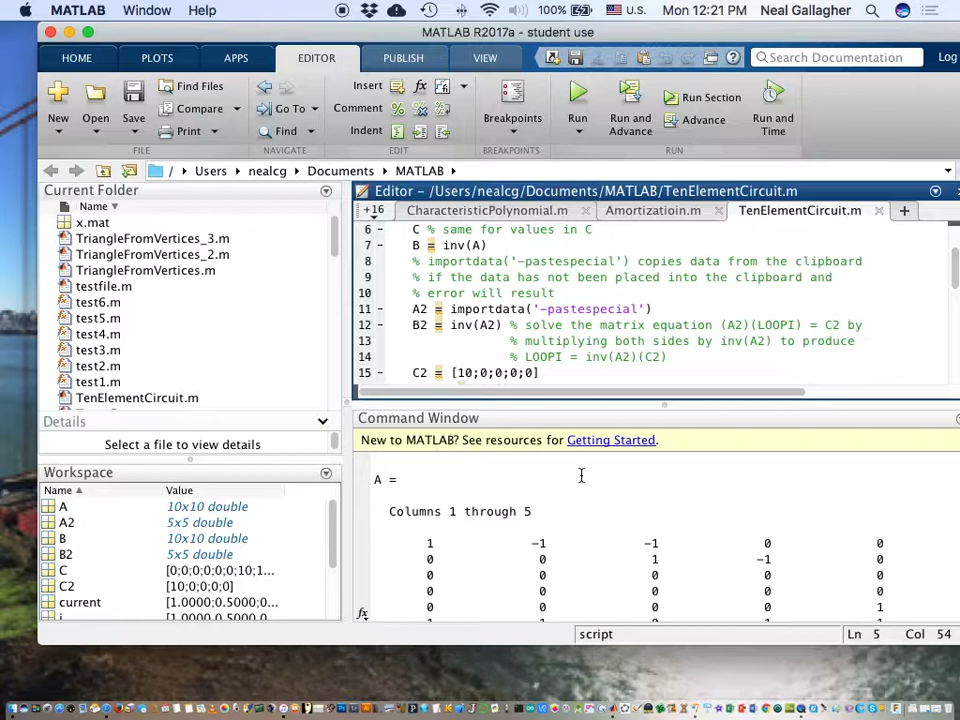 MATLAB Window Help 100% U.S. Mon 12:21 PM Neal Gallagher
MATLAB R2017a - student use
HOME PLOTS APPS EDITOR PUBLISH VIEW Search Documentation Log
New Open Save Find Files Compare Print Go To Find Insert fx Comment % Indent Breakpoints Run Run and Advance Run Section Advance Run and Time
FILE NAVIGATE EDIT BREAKPOINTS RUN
/ Users nealcg Documents MATLAB
Current Folder
Name
x.mat
TriangleFromVertices_3.m
TriangleFromVertices_2.m
TriangleFromVertices.m
testfile.m
test6.m
test5.m
test4.m
test3.m
test2.m
test1.m
TenElementCircuit.m
Details
Select a file to view details
Workspace
Name Value
A 10x10 double
A2 5x5 double
B 10x10 double
B2 5x5 double
C [0;0;0;0;0;10;1...
C2 [10;0;0;0;0]
current [1.0000;0.5000;0...
Editor - /Users/nealcg/Documents/MATLAB/TenElementCircuit.m
+16 CharacteristicPolynomial.m Amortizatioin.m TenElementCircuit.m
6 - C % same for values in C
7 - B = inv(A)
8 % importdata('-pastespecial') copies data from the clipboard
9 % if the data has not been placed into the clipboard and
10 % error will result
11 - A2 = importdata('-pastespecial')
12 - B2 = inv(A2) % solve the matrix equation (A2)(LOOPI) = C2 by
13 % multiplying both sides by inv(A2) to produce
14 % LOOPI = inv(A2)(C2)
15 - C2 = [10;0;0;0;0]
Command Window
New to MATLAB? See resources for Getting Started.
A =
Columns 1 through 5
1 -1 -1 0 0
0 0 1 -1 0
0 0 0 0 0
0 0 0 0 0
0 0 0 0 1
fx
script Ln 5 Col 54